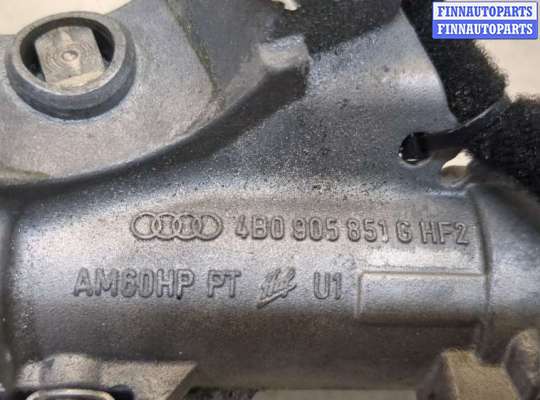 FINNAUTOPARTS
FINNAUTOPARTS
4B0 905 851 G HF2
AM60HP PT U1